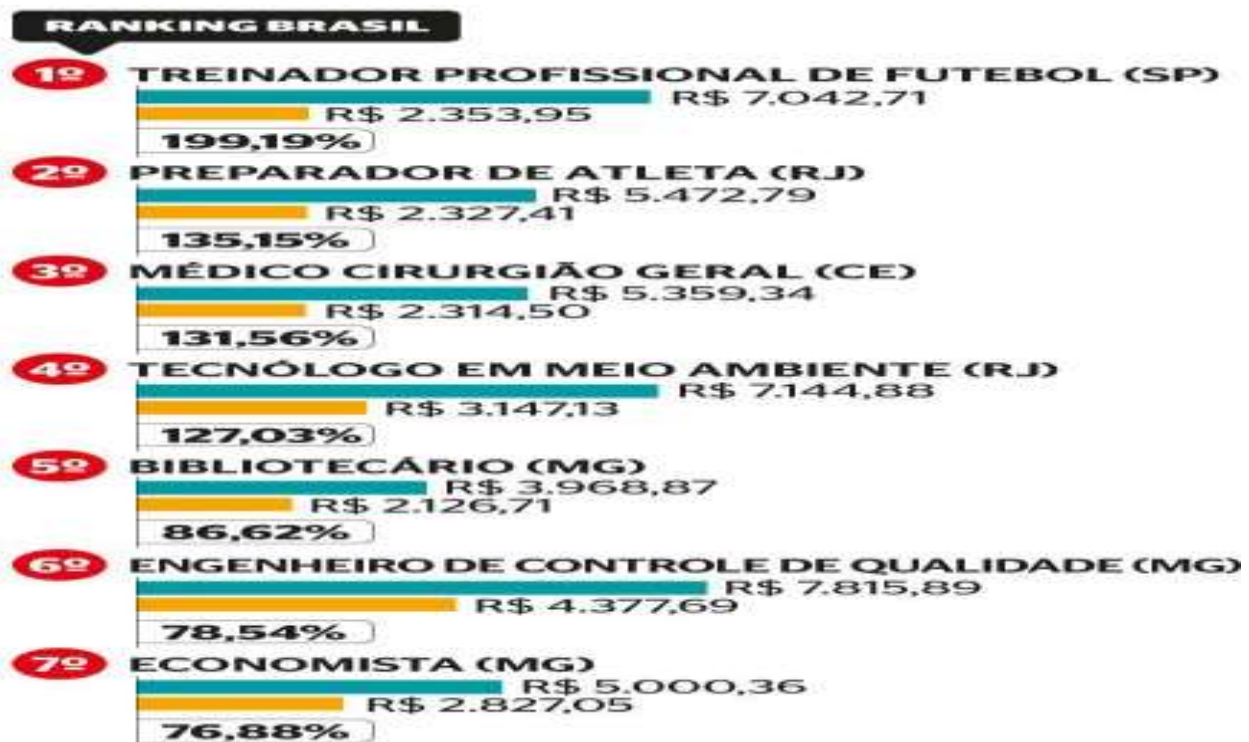 RANKING BRASIL
1º TREINADOR PROFISSIONAL DE FUTEBOL (SP)
R$ 7.042,71
R$ 2.353,95
199,19%
2º PREPARADOR DE ATLETA (RJ)
R$ 5.472,79
R$ 2.327,41
135,15%
3º MÉDICO CIRURGIÃO GERAL (CE)
R$ 5.359,34
R$ 2.314,50
131,56%
4º TECNÓLOGO EM MEIO AMBIENTE (RJ)
R$ 7.144,88
R$ 3.147,13
127,03%
5º BIBLIOTECÁRIO (MG)
R$ 3.968,87
R$ 2.126,71
86,62%
6º ENGENHEIRO DE CONTROLE DE QUALIDADE (MG)
R$ 7.815,89
R$ 4.377,69
78,54%
7º ECONOMISTA (MG)
R$ 5.000,36
R$ 2.827,05
76,88%